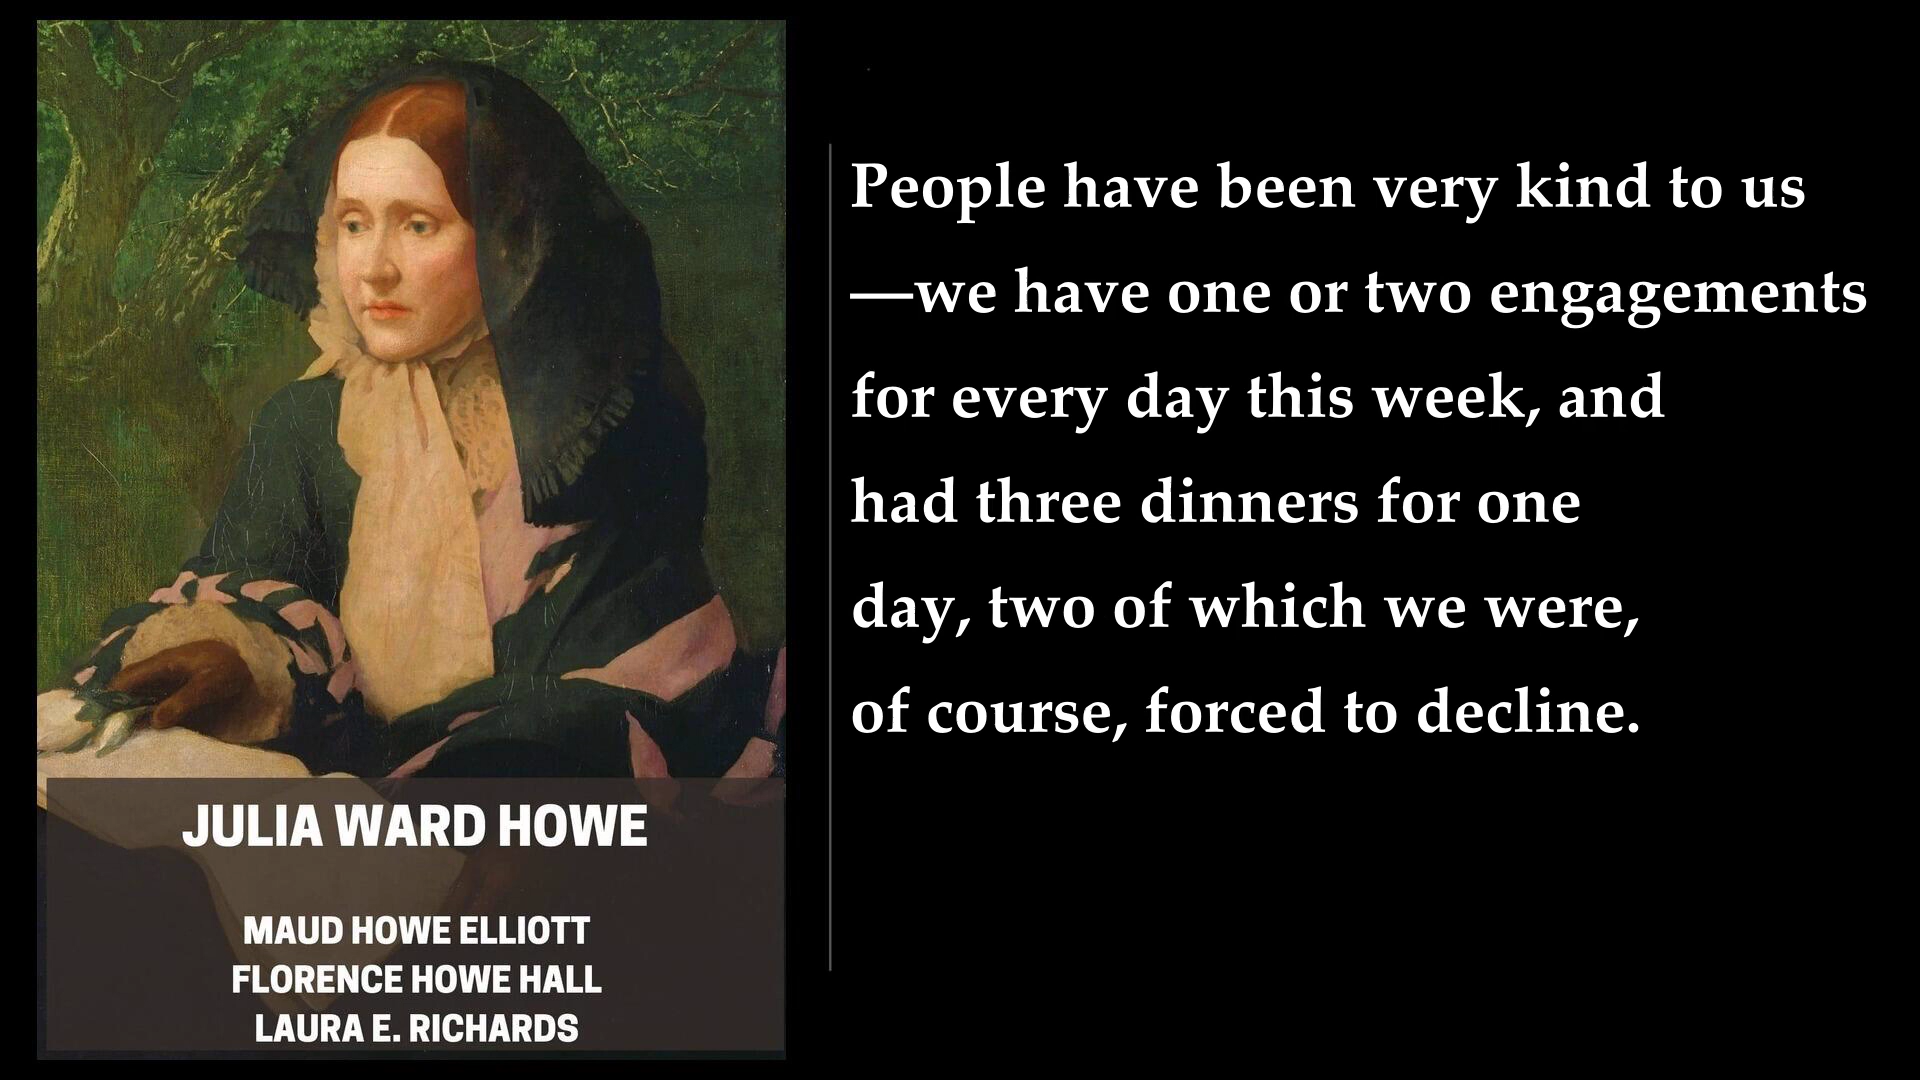 JULIA WARD HOWE
MAUD HOWE ELLIOTT
FLORENCE HOWE HALL
LAURA E. RICHARDS
People have been very kind to us
—we have one or two engagements
for every day this week, and
had three dinners for one
day, two of which we were,
of course, forced to decline.